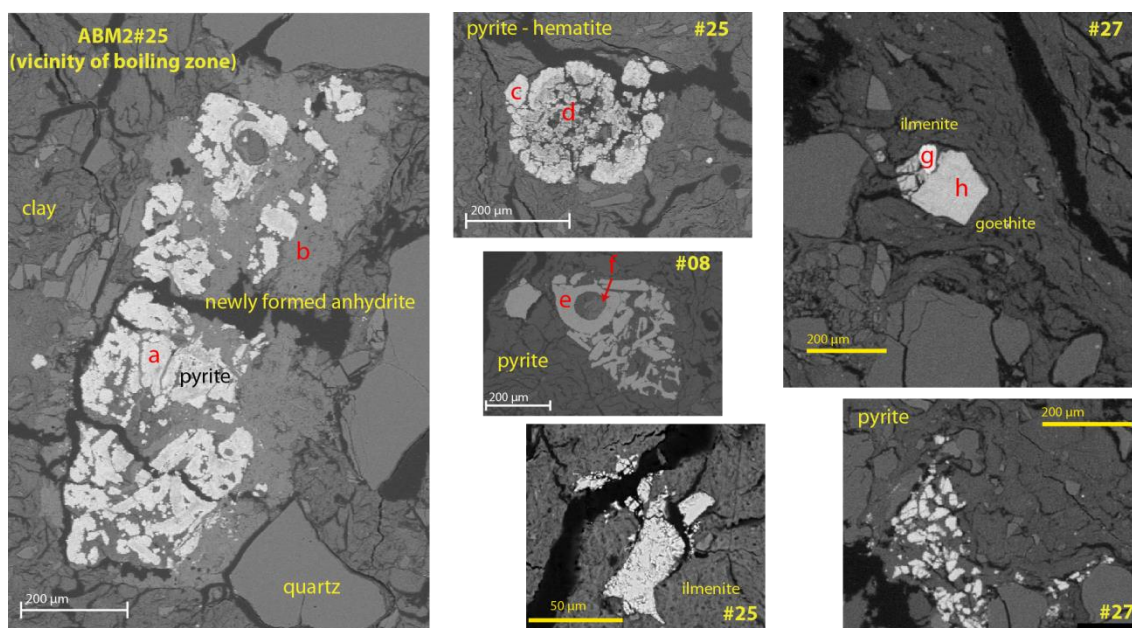 ABM2#25
(vicinity of boiling zone)
clay
b
newly formed anhydrite
a
pyrite
quartz
200 µm
pyrite - hematite
#25
c
d
200 µm
#08
f
e
pyrite
200 µm
ilmenite
50 µm
#25
#27
ilmenite
g
h
goethite
200 µm
pyrite
200 µm
#27